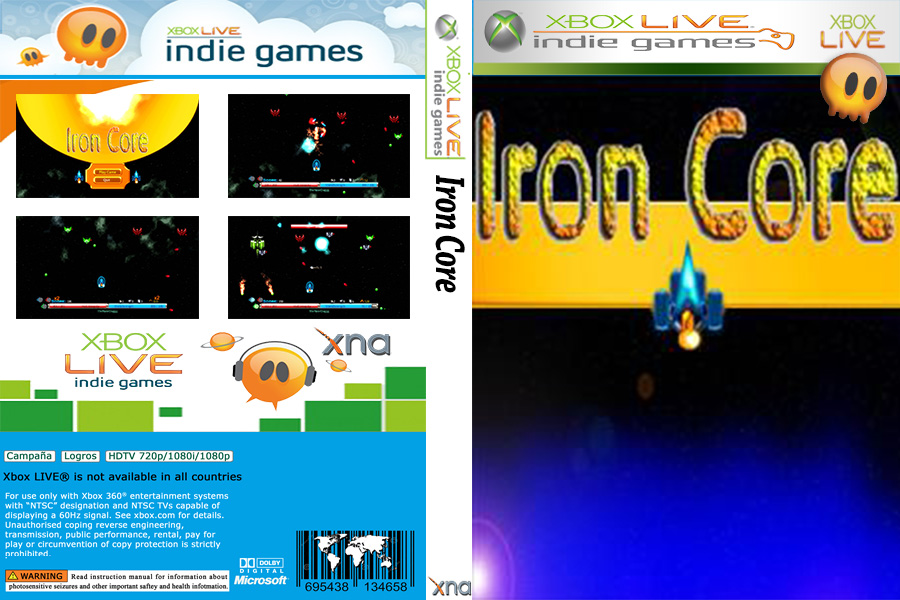 XBOX LIVE
indie games
Iron Core
Play Game
Quit
XBOX
LIVE
indie games
xna
Campaña
Logros
HDTV 720p/1080i/1080p
Xbox LIVE® is not available in all countries
For use only with Xbox 360® entertainment systems
with “NTSC” designation and NTSC TVs capable of
displaying a 60Hz signal. See xbox.com for details.
Unauthorised coping reverse engineering,
transmission, public performance, rental, pay for
play or circumvention of copy protection is strictly
prohibited.
WARNING Read instruction manual for information about
photosensitive seizures and other important saftey and health infotmation.
DOLBY
DIGITAL
Microsoft®
695438 134658
XBOX LIVE
indie games
Iron Core
xna
XBOX LIVE
indie games
XBOX
LIVE
Iron Core